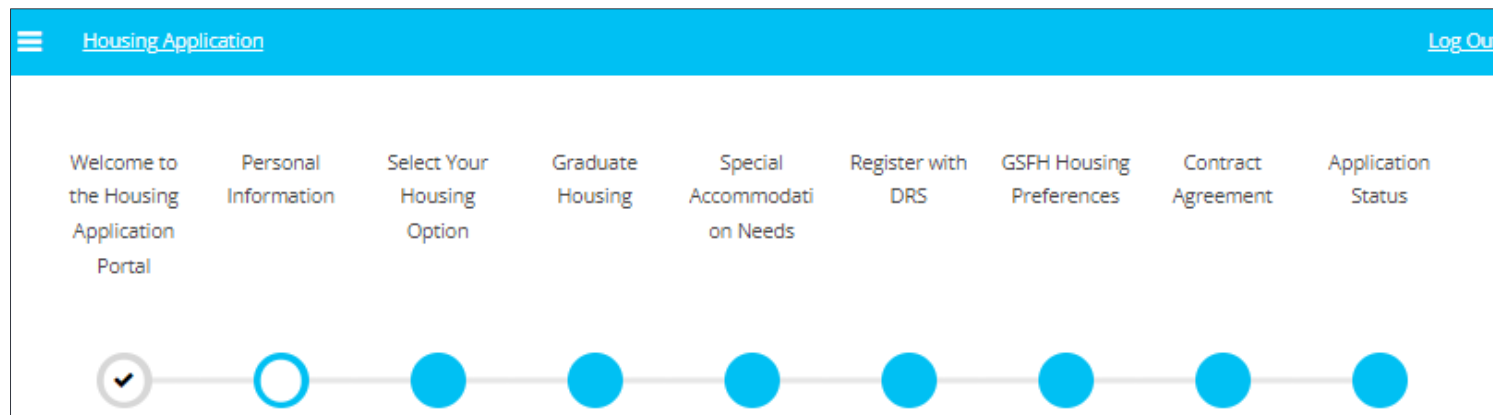 Housing Application
Log Ou
Welcome to
the Housing
Application
Portal
Personal
Information
Select Your
Housing
Option
Graduate
Housing
Special
Accommodati
on Needs
Register with
DRS
GSFH Housing
Preferences
Contract
Agreement
Application
Status